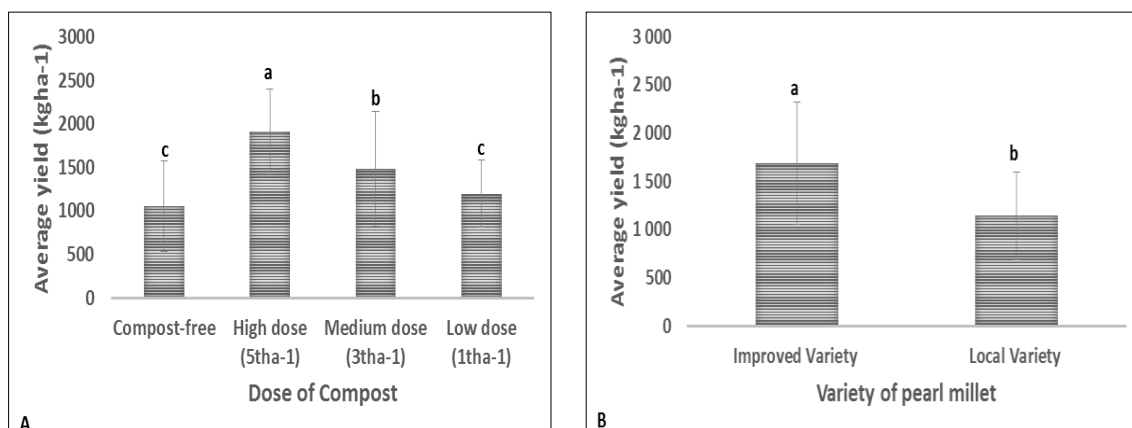 Average yield (kgha-1)
3000
2500
2000
1500
1000
500
0
c
a
b
c
Compost-free
High dose
(5tha-1)
Medium dose
(3tha-1)
Low dose
(1tha-1)
Dose of Compost
A
Average yield (kgha-1)
3 000
2 500
2 000
1 500
1 000
500
0
a
b
Improved Variety
Local Variety
Variety of pearl millet
B